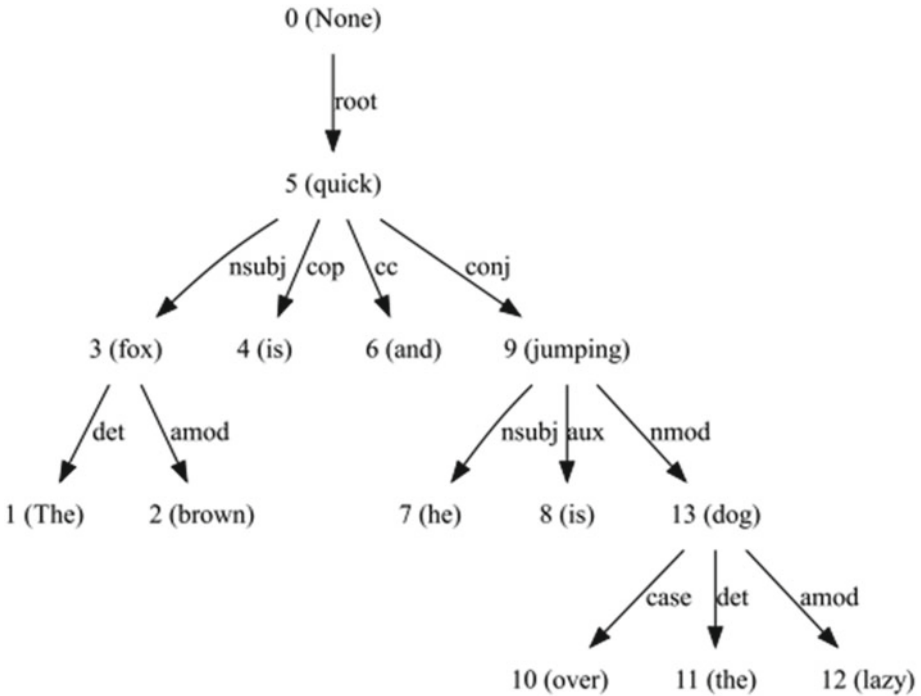 0 (None)
root
5 (quick)
nsubj cop cc conj
3 (fox) 4 (is) 6 (and) 9 (jumping)
det amod nsubj aux nmod
1 (The) 2 (brown) 7 (he) 8 (is) 13 (dog)
case det amod
10 (over) 11 (the) 12 (lazy)